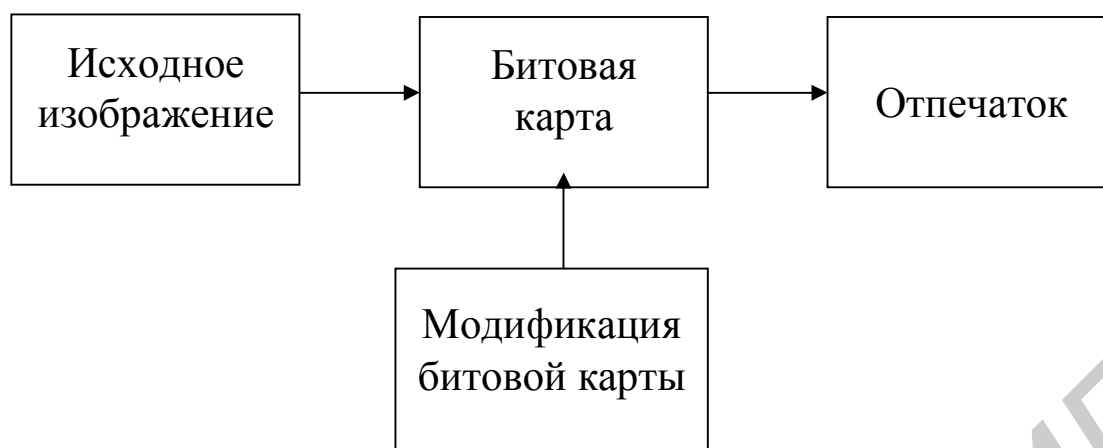 Исходное
изображение
Битовая
карта
Отпечаток
Модификация
битовой карты